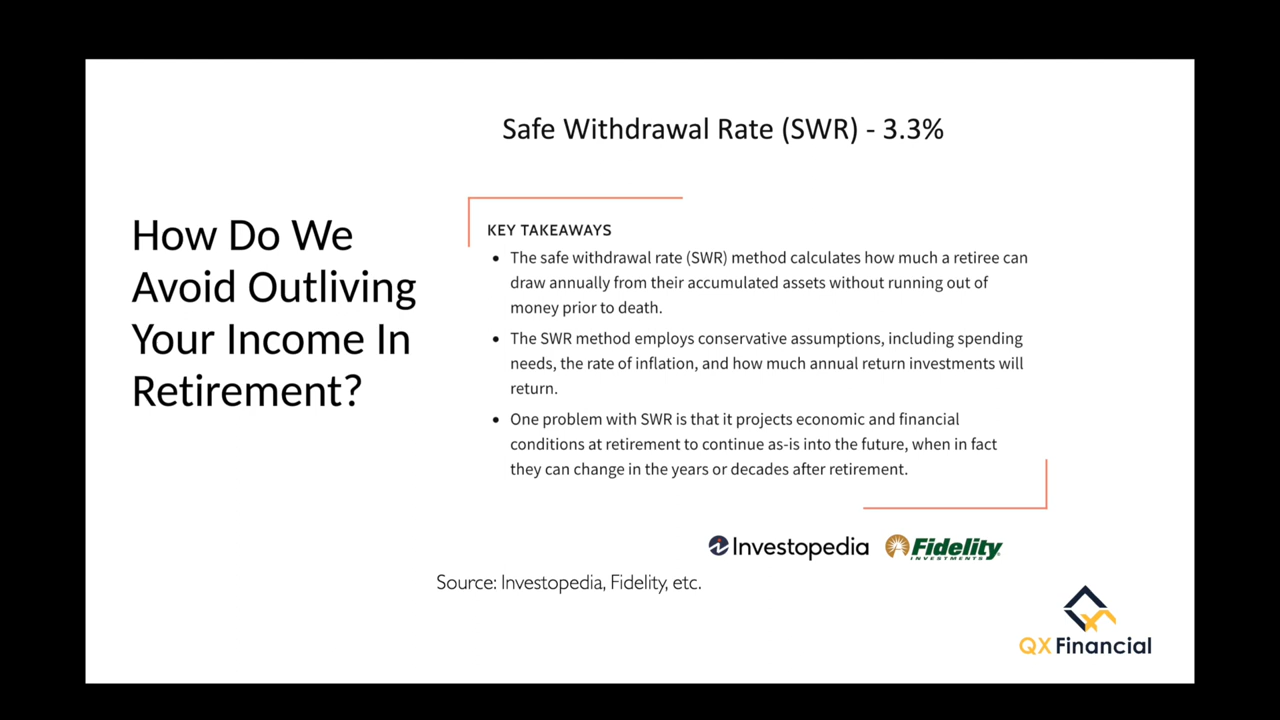 Safe Withdrawal Rate (SWR) - 3.3%
How Do We
Avoid Outliving
Your Income In
Retirement?
KEY TAKEAWAYS
• The safe withdrawal rate (SWR) method calculates how much a retiree can
draw annually from their accumulated assets without running out of
money prior to death.
• The SWR method employs conservative assumptions, including spending
needs, the rate of inflation, and how much annual return investments will
return.
• One problem with SWR is that it projects economic and financial
conditions at retirement to continue as-is into the future, when in fact
they can change in the years or decades after retirement.
Investopedia
Fidelity
INVESTMENTS
Source: Investopedia, Fidelity, etc.
QX Financial